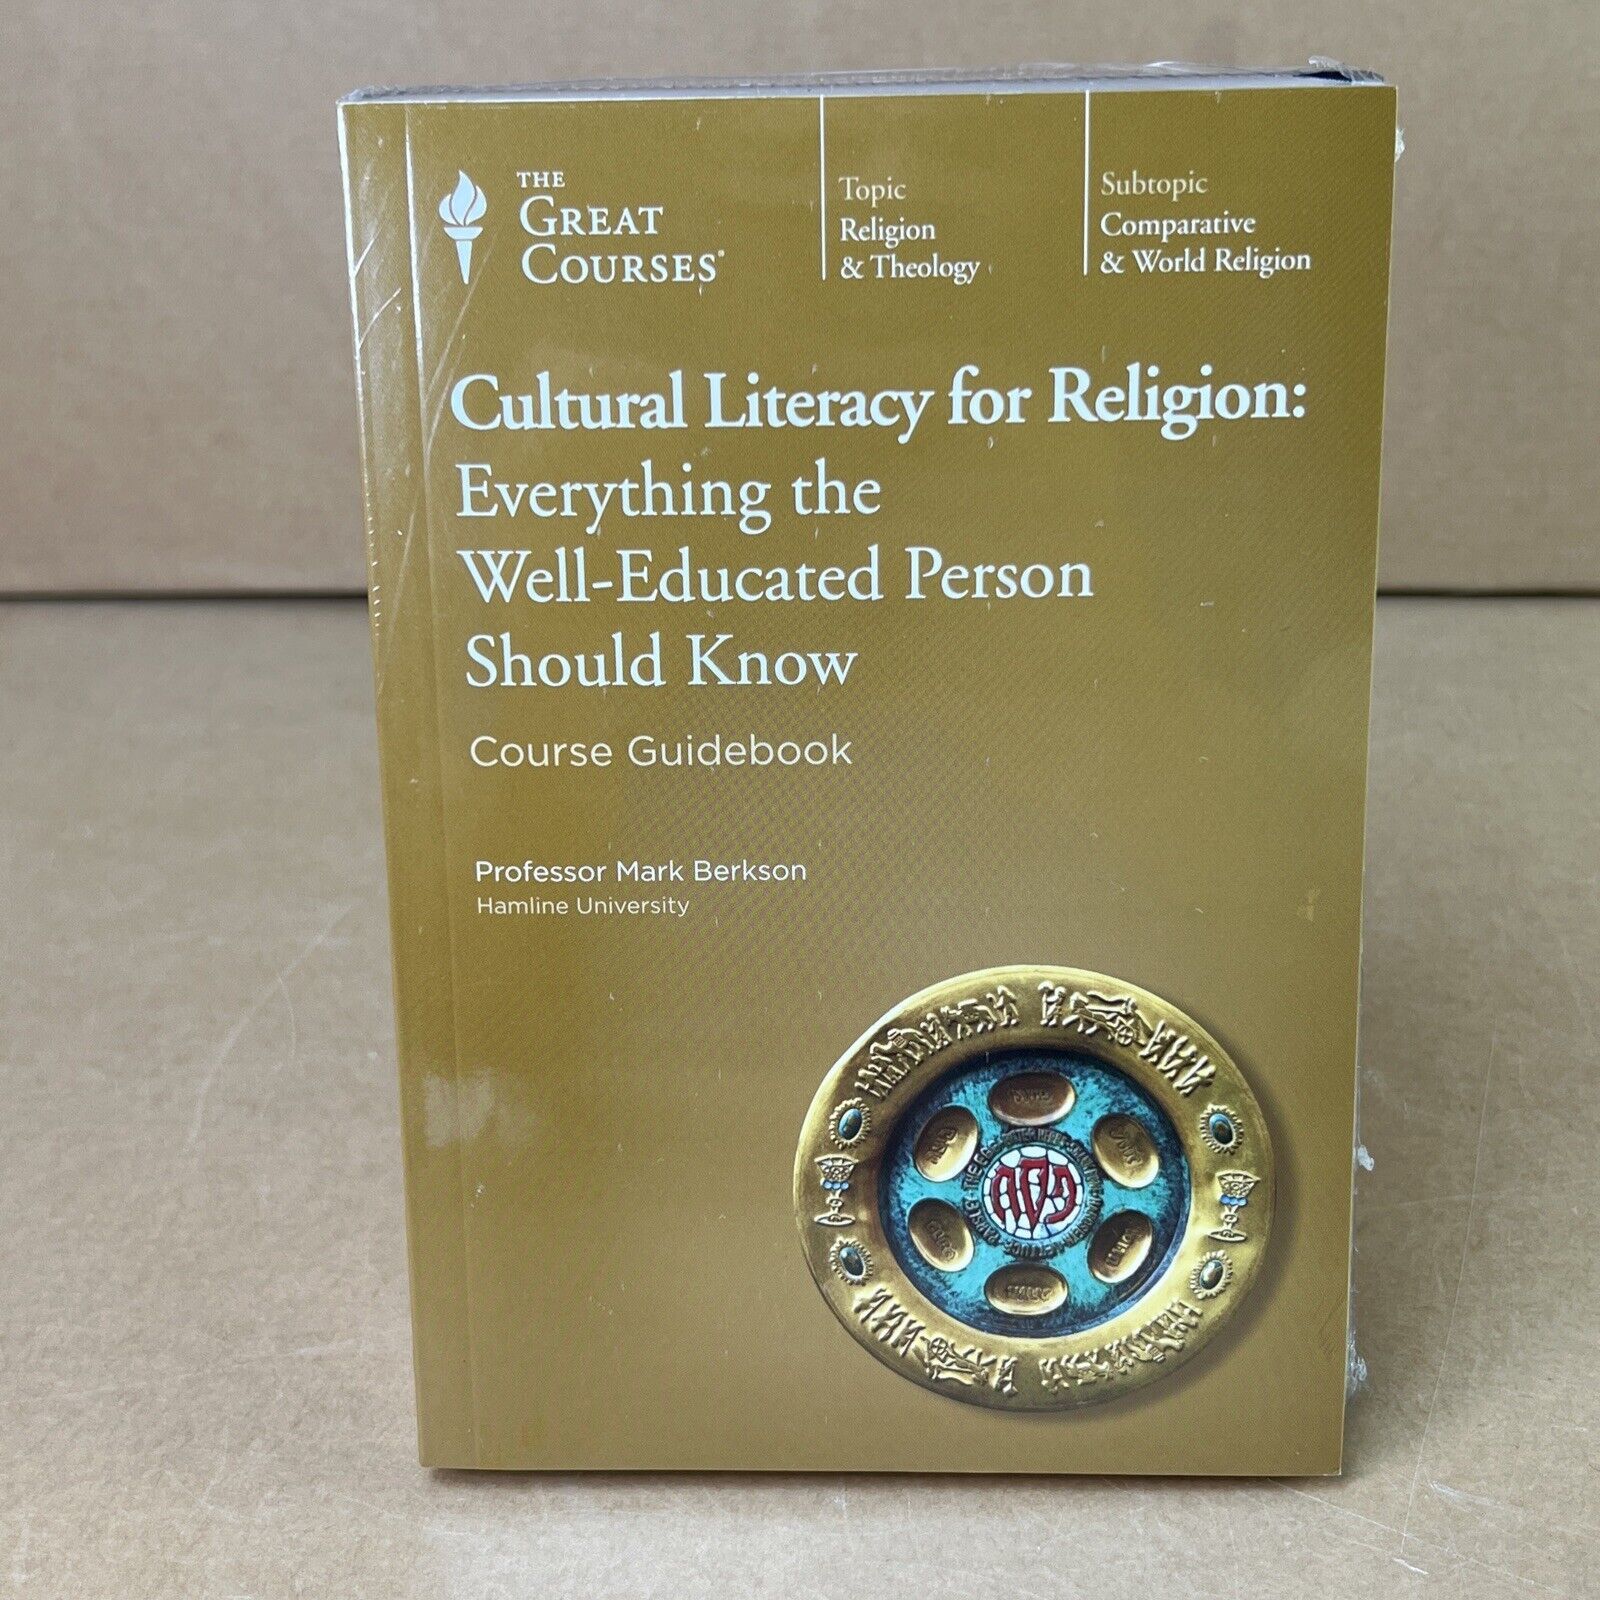 THE
GREAT
COURSES®
Topic
Religion
& Theology
Subtopic
Comparative
& World Religion
Cultural Literacy for Religion:
Everything the
Well-Educated Person
Should Know
Course Guidebook
Professor Mark Berkson
Hamline University